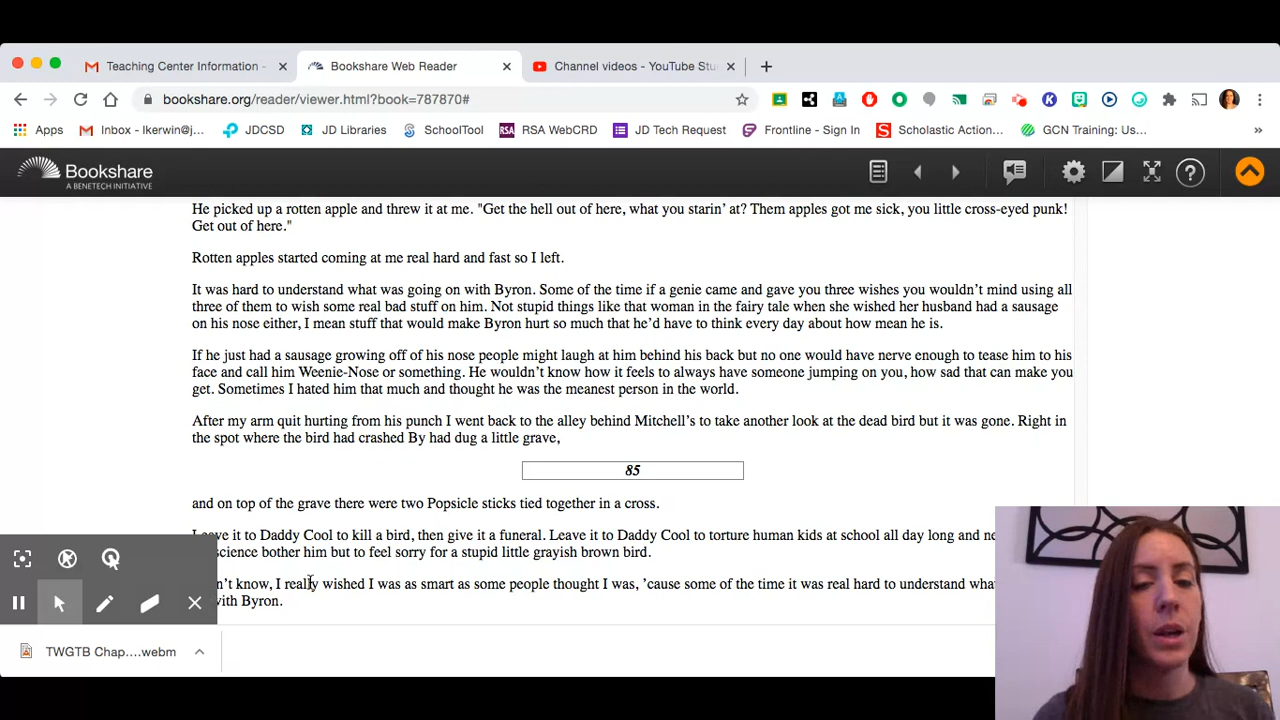 Teaching Center Information -
Bookshare Web Reader
Channel videos - YouTube Stu
bookshare.org/reader/viewer.html?book=787870#
Apps
Inbox - lkerwin@j...
JDCSD
JD Libraries
SchoolTool
RSA WebCRD
JD Tech Request
Frontline - Sign In
Scholastic Action...
GCN Training: Us...
»
Bookshare
A BENETECH INITIATIVE
He picked up a rotten apple and threw it at me. "Get the hell out of here, what you starin' at? Them apples got me sick, you little cross-eyed punk!
Get out of here."
Rotten apples started coming at me real hard and fast so I left.
It was hard to understand what was going on with Byron. Some of the time if a genie came and gave you three wishes you wouldn't mind using all
three of them to wish some real bad stuff on him. Not stupid things like that woman in the fairy tale when she wished her husband had a sausage
on his nose either, I mean stuff that would make Byron hurt so much that he'd have to think every day about how mean he is.
If he just had a sausage growing off of his nose people might laugh at him behind his back but no one would have nerve enough to tease him to his
face and call him Weenie-Nose or something. He wouldn't know how it feels to always have someone jumping on you, how sad that can make you
get. Sometimes I hated him that much and thought he was the meanest person in the world.
After my arm quit hurting from his punch I went back to the alley behind Mitchell's to take another look at the dead bird but it was gone. Right in
the spot where the bird had crashed By had dug a little grave,
85
and on top of the grave there were two Popsicle sticks tied together in a cross.
Leave it to Daddy Cool to kill a bird, then give it a funeral. Leave it to Daddy Cool to torture human kids at school all day long and ne
science bother him but to feel sorry for a stupid little grayish brown bird.
n't know, I really wished I was as smart as some people thought I was, 'cause some of the time it was real hard to understand what
with Byron.
TWGTB Chap....webm